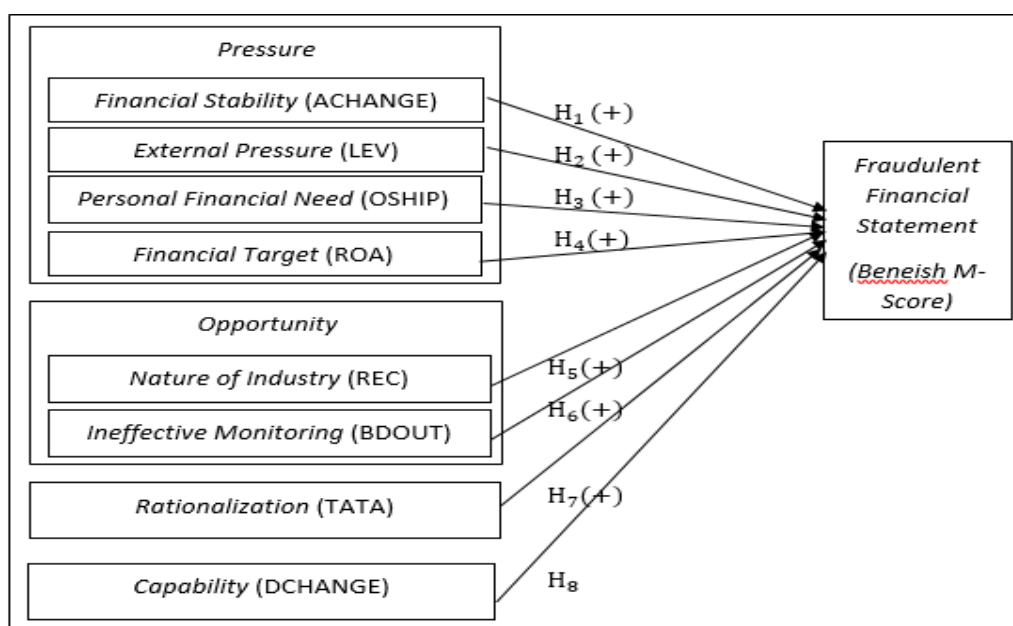 Pressure
Financial Stability (ACHANGE)
External Pressure (LEV)
Personal Financial Need (OSHIP)
Financial Target (ROA)
Opportunity
Nature of Industry (REC)
Ineffective Monitoring (BDOUT)
Rationalization (TATA)
Capability (DCHANGE)
H₁ (+)
H₂ (+)
H₃ (+)
H₄(+)
H₅(+)
H₆(+)
H₇(+)
H₈
Fraudulent
Financial
Statement
(Beneish M-
Score)